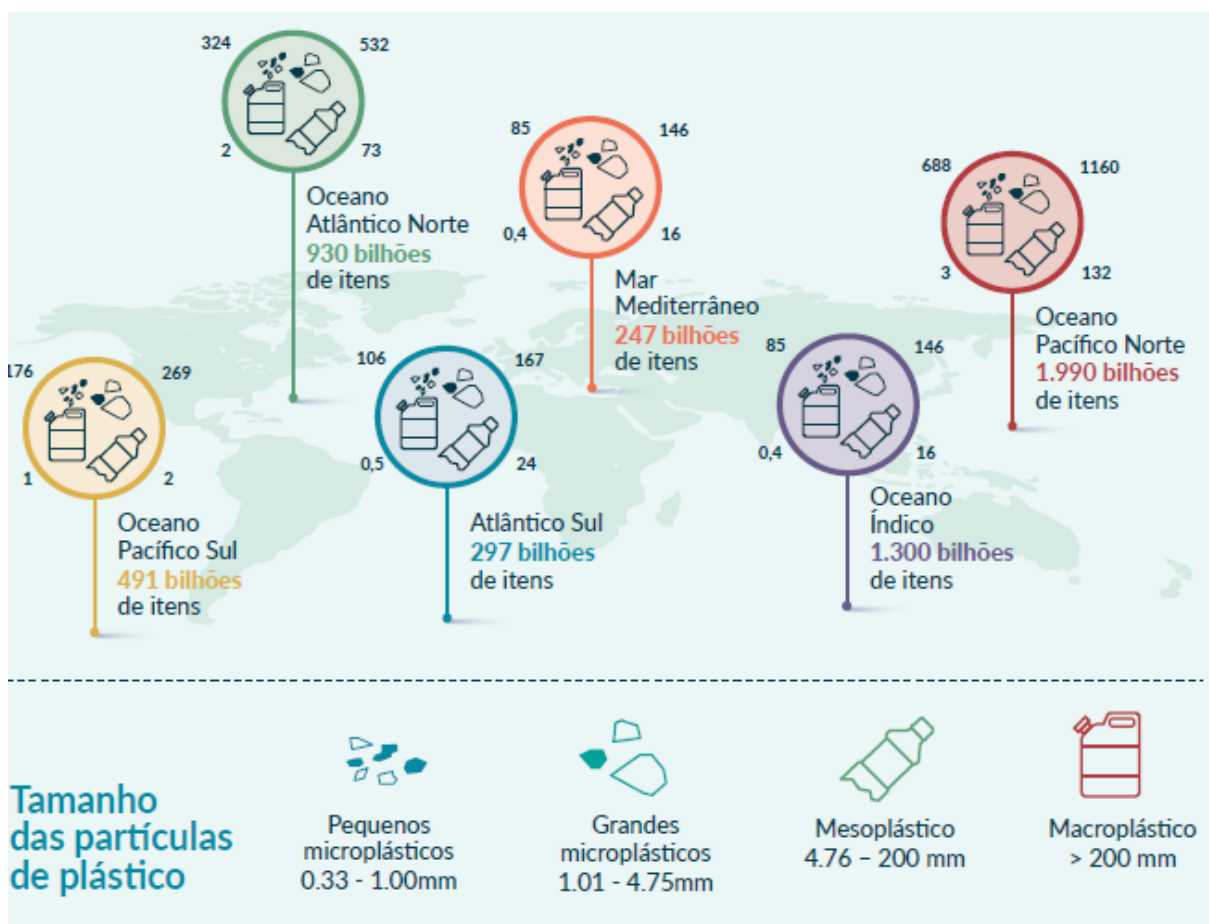 324
532
2
73
Oceano
Atlântico Norte
930 bilhões
de itens
85
146
0,4
16
Mar
Mediterrâneo
247 bilhões
de itens
688
1160
3
132
Oceano
Pacífico Norte
1.990 bilhões
de itens
176
269
1
2
Oceano
Pacífico Sul
491 bilhões
de itens
106
167
0,5
24
Atlântico Sul
297 bilhões
de itens
85
146
0,4
16
Oceano
Índico
1.300 bilhões
de itens
Tamanho
das partículas
de plástico
Pequenos
microplásticos
0.33 - 1.00mm
Grandes
microplásticos
1.01 - 4.75mm
Mesoplástico
4.76 – 200 mm
Macroplástico
> 200 mm